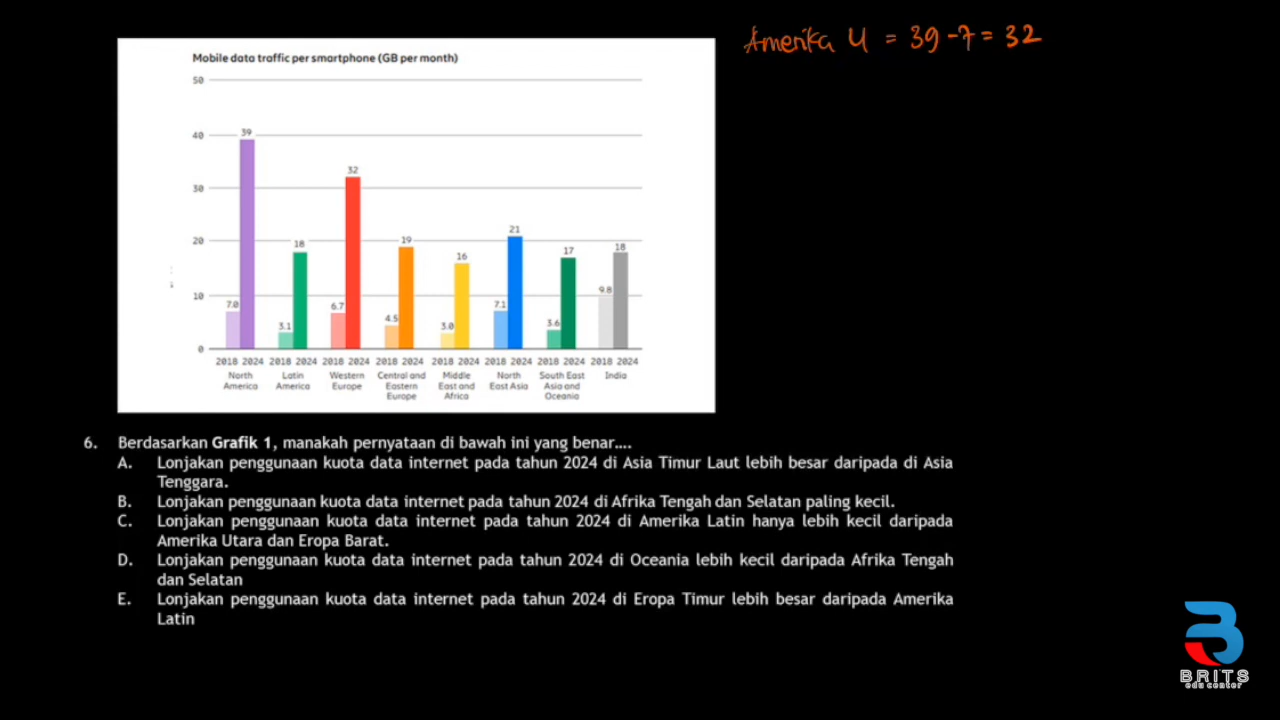 Amerika U = 39 - 7 = 32
Mobile data traffic per smartphone (GB per month)
50
40
30
20
10
0
7.0 39
3.1 18
6.7 32
4.5 19
3.0 16
7.1 21
3.6 17
9.8 18
2018 2024 2018 2024 2018 2024 2018 2024 2018 2024 2018 2024 2018 2024 2018 2024
North America
Latin America
Western Europe
Central and Eastern Europe
Middle East and Africa
North East Asia
South East Asia and Oceania
India
6. Berdasarkan Grafik 1, manakah pernyataan di bawah ini yang benar....
A. Lonjakan penggunaan kuota data internet pada tahun 2024 di Asia Timur Laut lebih besar daripada di Asia
Tenggara.
B. Lonjakan penggunaan kuota data internet pada tahun 2024 di Afrika Tengah dan Selatan paling kecil.
C. Lonjakan penggunaan kuota data internet pada tahun 2024 di Amerika Latin hanya lebih kecil daripada
Amerika Utara dan Eropa Barat.
D. Lonjakan penggunaan kuota data internet pada tahun 2024 di Oceania lebih kecil daripada Afrika Tengah
dan Selatan
E. Lonjakan penggunaan kuota data internet pada tahun 2024 di Eropa Timur lebih besar daripada Amerika
Latin
BRITS
edu center